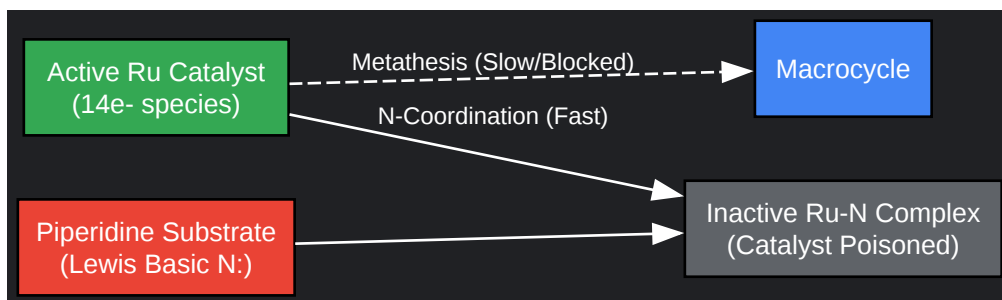 Active Ru Catalyst
(14e- species)
Metathesis (Slow/Blocked)
Macrocycle
N-Coordination (Fast)
Piperidine Substrate
(Lewis Basic N:)
Inactive Ru-N Complex
(Catalyst Poisoned)